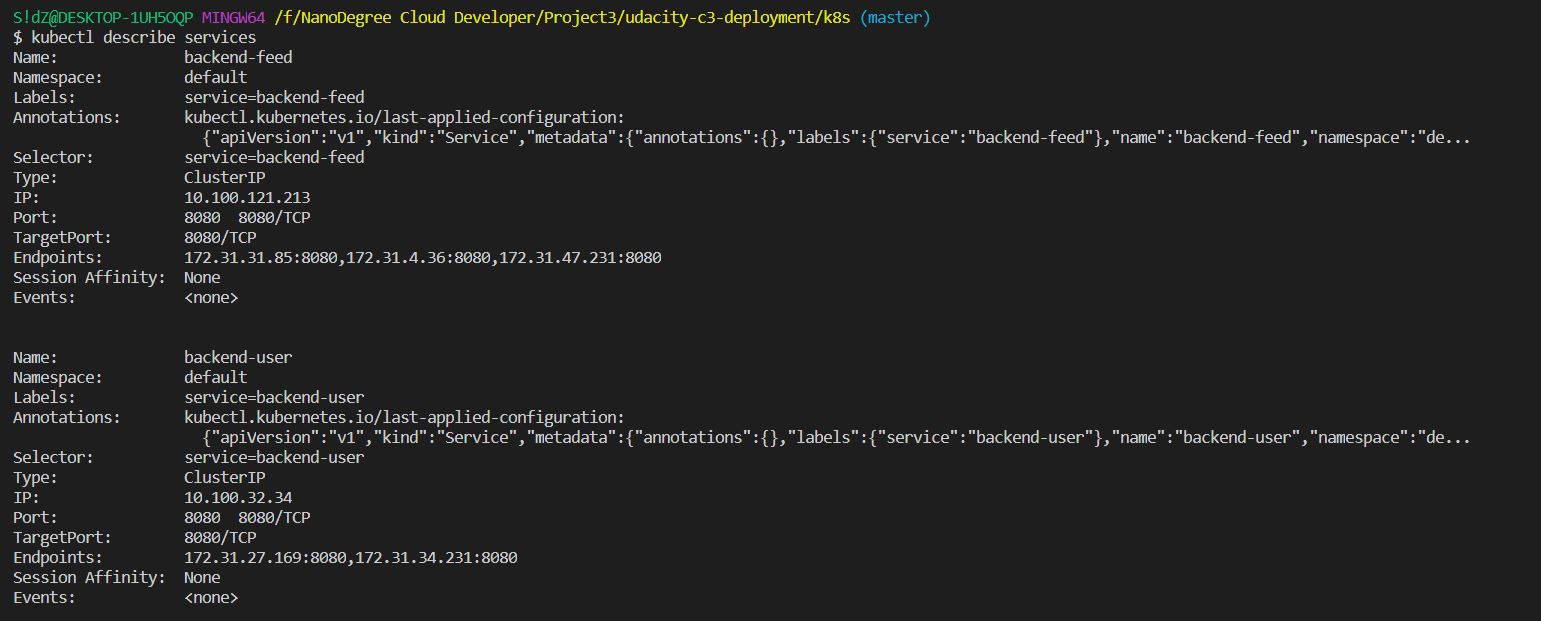 S!dZ@DESKTOP-1UH5OQP MINGW64 /f/NanoDegree Cloud Developer/Project3/udacity-c3-deployment/k8s (master)
$ kubectl describe services
Name:              backend-feed
Namespace:         default
Labels:            service=backend-feed
Annotations:       kubectl.kubernetes.io/last-applied-configuration:
                     {"apiVersion":"v1","kind":"Service","metadata":{"annotations":{},"labels":{"service":"backend-feed"},"name":"backend-feed","namespace":"de...
Selector:          service=backend-feed
Type:              ClusterIP
IP:                10.100.121.213
Port:              8080  8080/TCP
TargetPort:        8080/TCP
Endpoints:         172.31.31.85:8080,172.31.4.36:8080,172.31.47.231:8080
Session Affinity:  None
Events:            <none>
Name:              backend-user
Namespace:         default
Labels:            service=backend-user
Annotations:       kubectl.kubernetes.io/last-applied-configuration:
                     {"apiVersion":"v1","kind":"Service","metadata":{"annotations":{},"labels":{"service":"backend-user"},"name":"backend-user","namespace":"de...
Selector:          service=backend-user
Type:              ClusterIP
IP:                10.100.32.34
Port:              8080  8080/TCP
TargetPort:        8080/TCP
Endpoints:         172.31.27.169:8080,172.31.34.231:8080
Session Affinity:  None
Events:            <none>